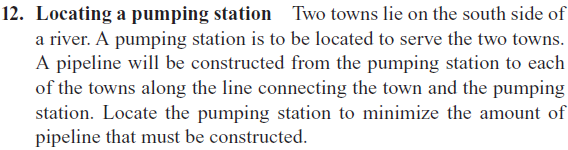 12. Locating a pumping station Two towns lie on the south side of
a river. A pumping station is to be located to serve the two towns.
A pipeline will be constructed from the pumping station to each
of the towns along the line connecting the town and the pumping
station. Locate the pumping station to minimize the amount of
pipeline that must be constructed.